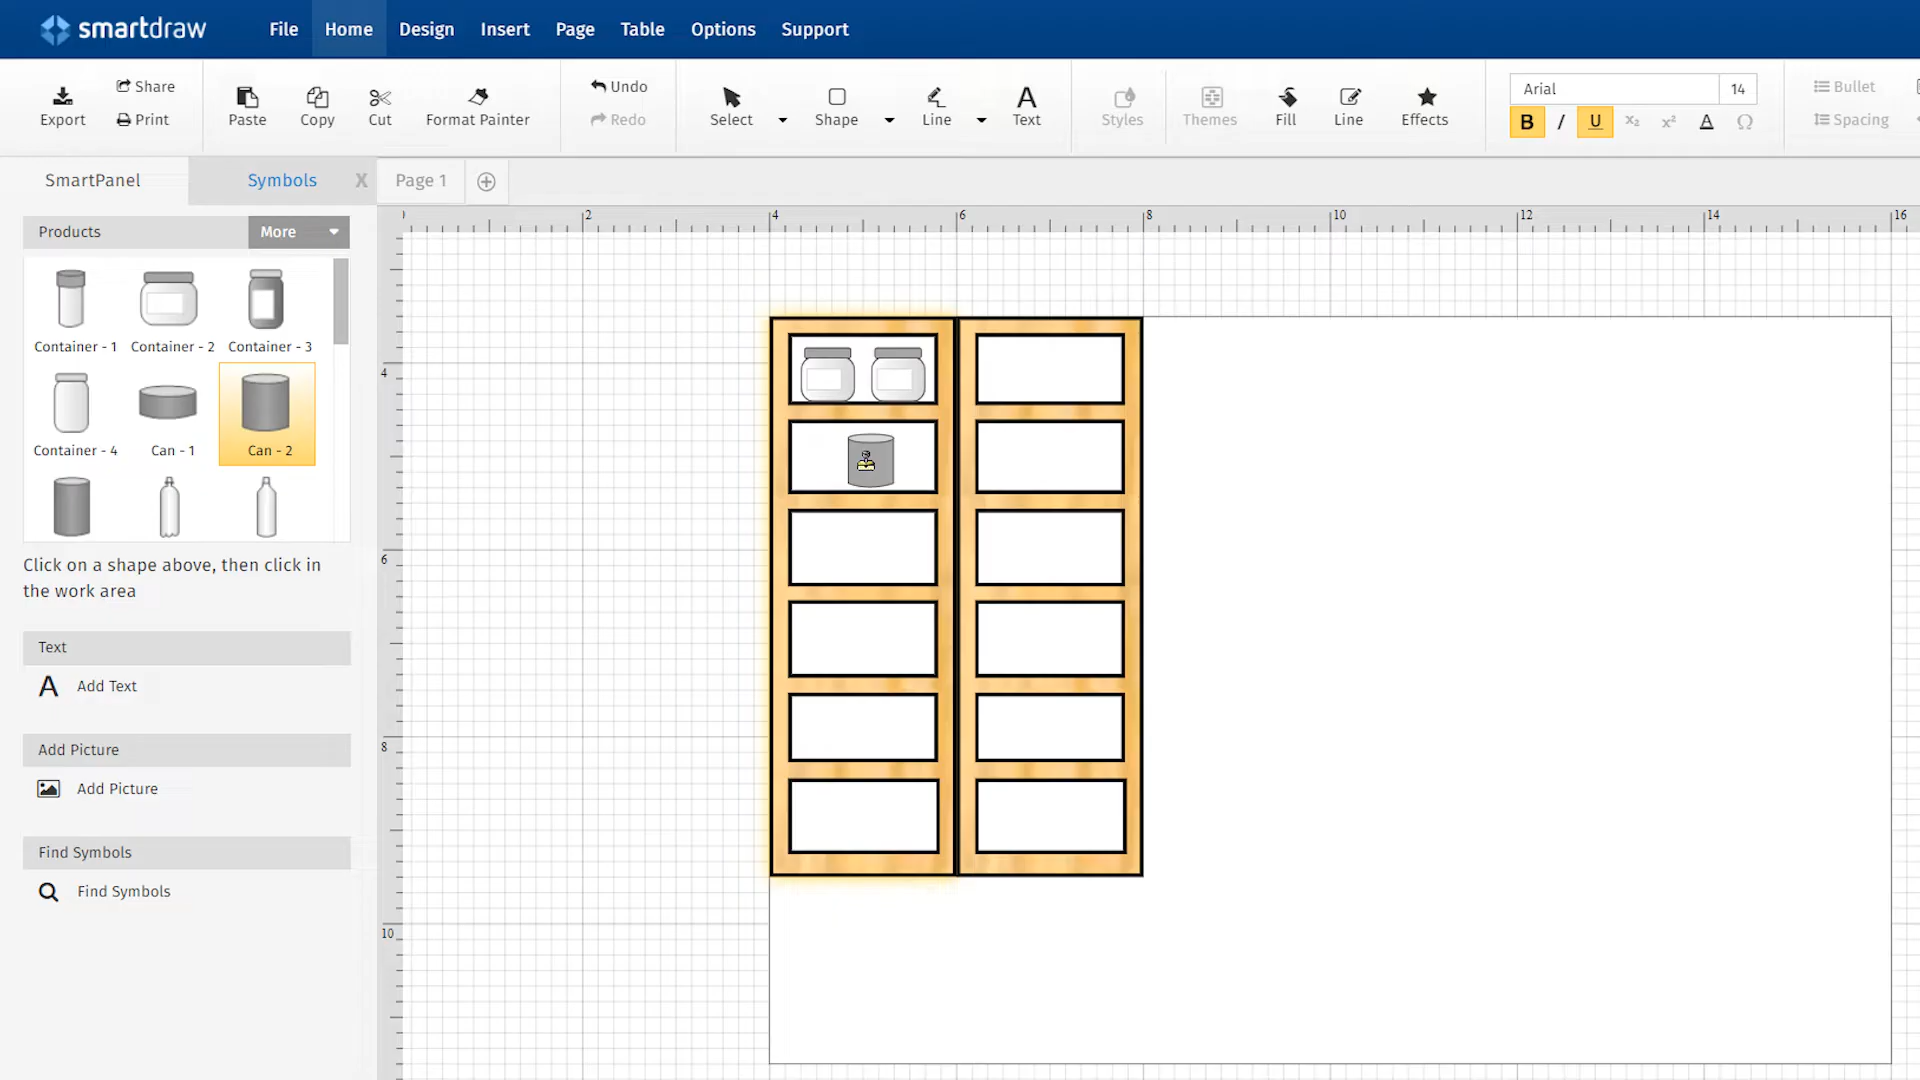 smartdraw
File Home Design Insert Page Table Options Support
Export Share Print Paste Copy Cut Format Painter Undo Redo Select Shape Line Text Styles Themes Fill Line Effects Arial 14 B I U X₂ X² A Ω Bullet Spacing
SmartPanel Symbols X Page 1
Products More
2 4 6 8 10 12 14 16
Container - 1 Container - 2 Container - 3
4
Container - 4 Can - 1 Can - 2
6
Click on a shape above, then click in
the work area
Text
A Add Text
Add Picture
8
Add Picture
Find Symbols
Find Symbols
10